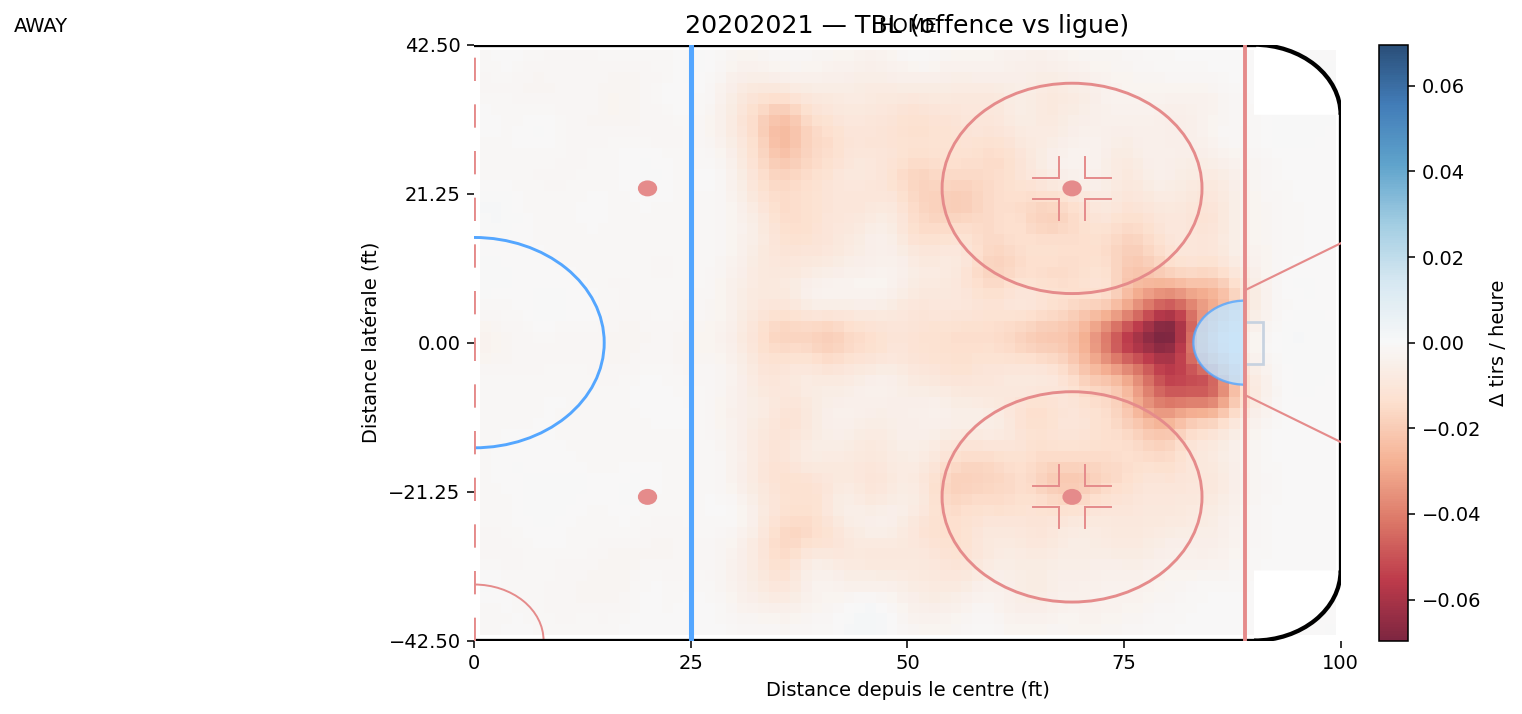 AWAY
20202021 — TBL (offence vs ligue)
HOME
42.50
21.25
0.00
−21.25
−42.50
Distance latérale (ft)
0
25
50
75
100
Distance depuis le centre (ft)
0.06
0.04
0.02
0.00
−0.02
−0.04
−0.06
Δ tirs / heure